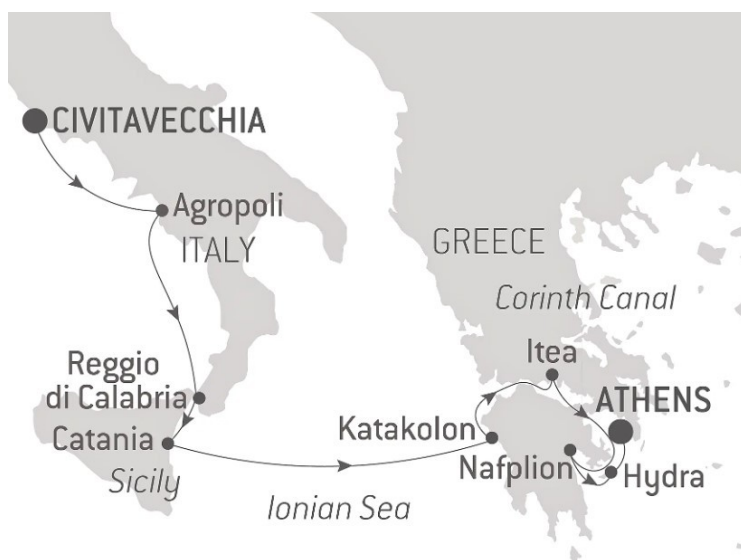 CIVITAVECCHIA
Agropoli
ITALY
GREECE
Corinth Canal
Itea
Reggio
di Calabria
ATHENS
Catania
Katakolon
Nafplion
Hydra
Sicily
Ionian Sea